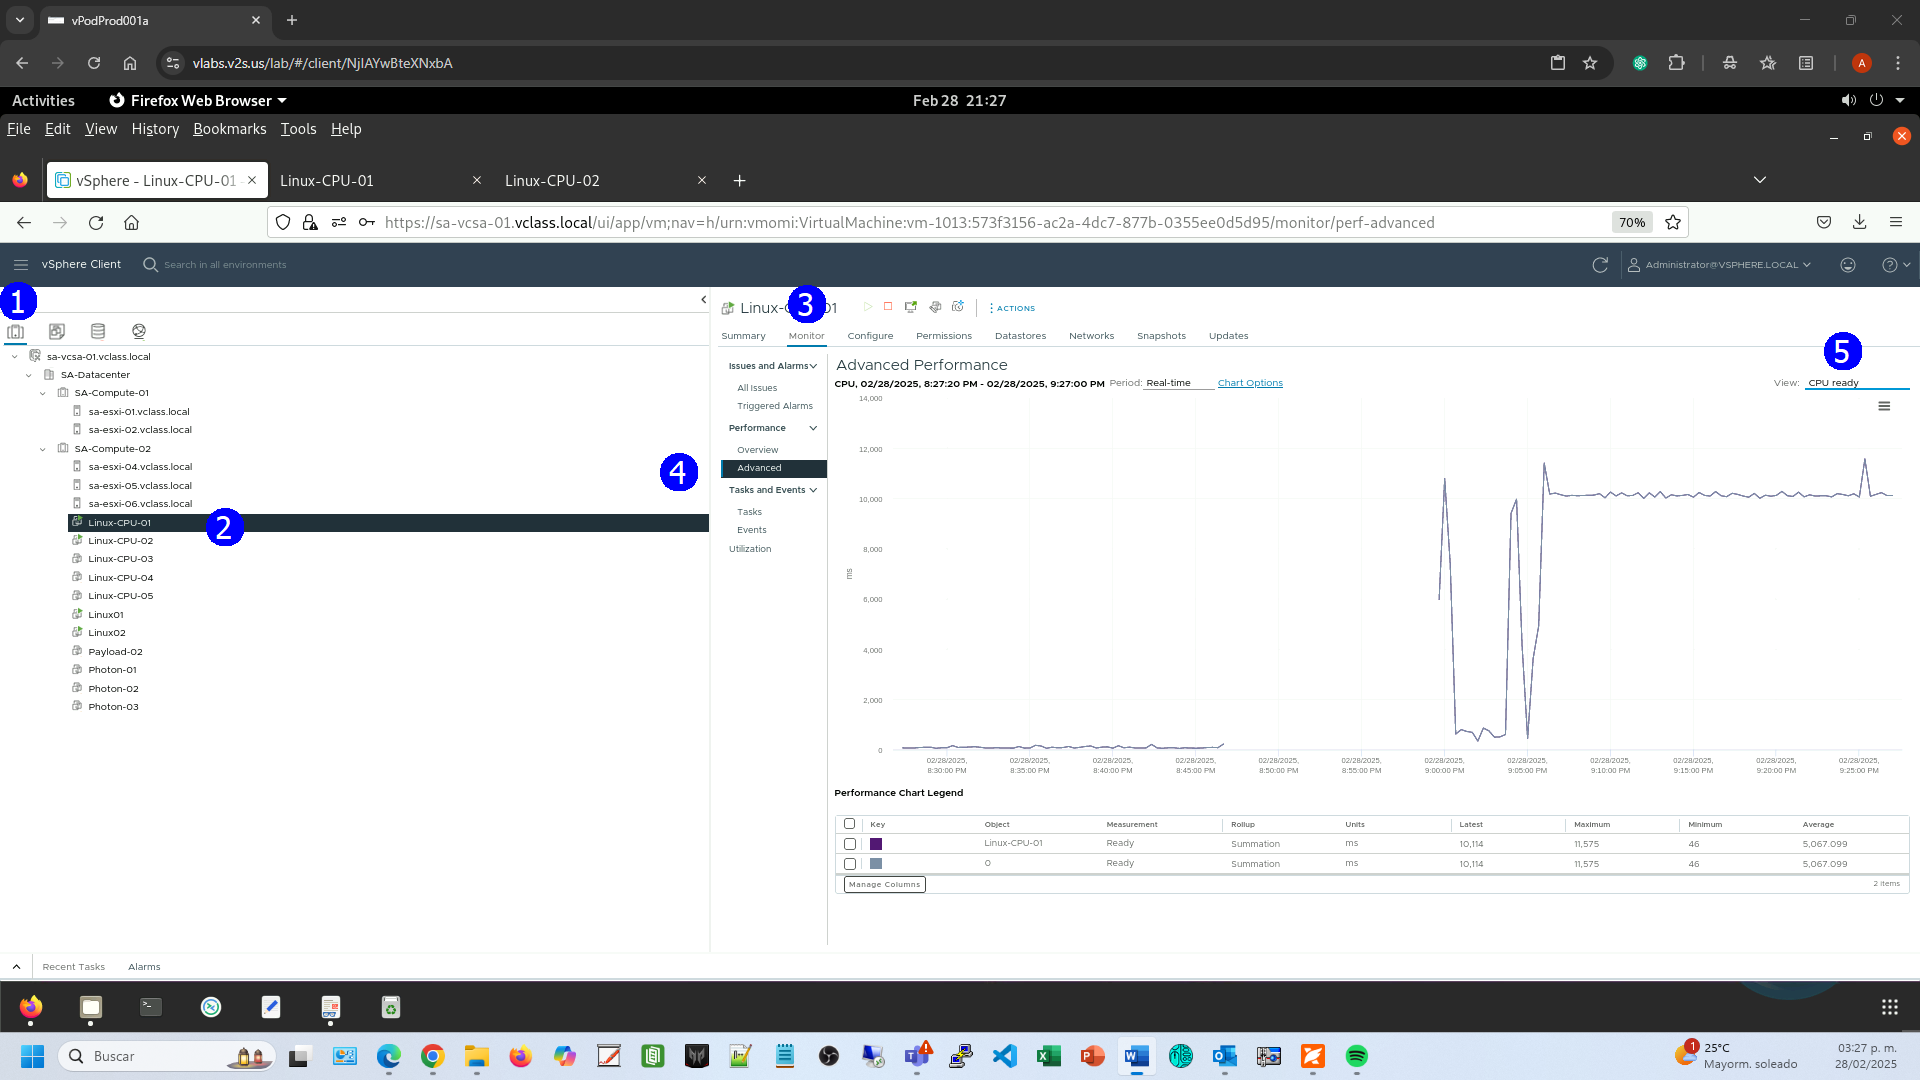 vPodProd001a
vlabs.v2s.us/lab/#/client/NjIAYwBteXNxbA
A
Activities
Firefox Web Browser
Feb 28 21:27
File Edit View History Bookmarks Tools Help
vSphere - Linux-CPU-01 -
Linux-CPU-01
Linux-CPU-02
https://sa-vcsa-01.vclass.local/ui/app/vm;nav=h/urn:vmomi:VirtualMachine:vm-1013:573f3156-ac2a-4dc7-877b-0355ee0d5d95/monitor/perf-advanced
70%
vSphere Client
Search in all environments
Administrator@VSPHERE.LOCAL
1
sa-vcsa-01.vclass.local
SA-Datacenter
SA-Compute-01
sa-esxi-01.vclass.local
sa-esxi-02.vclass.local
SA-Compute-02
sa-esxi-04.vclass.local
sa-esxi-05.vclass.local
sa-esxi-06.vclass.local
Linux-CPU-01
2
Linux-CPU-02
Linux-CPU-03
Linux-CPU-04
Linux-CPU-05
Linux01
Linux02
Payload-02
Photon-01
Photon-02
Photon-03
Linux- 01
3
ACTIONS
Summary Monitor Configure Permissions Datastores Networks Snapshots Updates
Issues and Alarms
All Issues
Triggered Alarms
Performance
Overview
4
Advanced
Tasks and Events
Tasks
Events
Utilization
Advanced Performance
5
CPU, 02/28/2025, 8:27:20 PM - 02/28/2025, 9:27:00 PM Period: Real-time Chart Options
View: CPU ready
14,000
12,000
10,000
8,000
ms
6,000
4,000
2,000
0
02/28/2025, 02/28/2025, 02/28/2025, 02/28/2025, 02/28/2025, 02/28/2025, 02/28/2025, 02/28/2025, 02/28/2025, 02/28/2025, 02/28/2025, 02/28/2025,
8:30:00 PM 8:35:00 PM 8:40:00 PM 8:45:00 PM 8:50:00 PM 8:55:00 PM 9:00:00 PM 9:05:00 PM 9:10:00 PM 9:15:00 PM 9:20:00 PM 9:25:00 PM
Performance Chart Legend
Key Object Measurement Rollup Units Latest Maximum Minimum Average
Linux-CPU-01 Ready Summation ms 10,114 11,575 46 5,067.099
0 Ready Summation ms 10,114 11,575 46 5,067.099
Manage Columns
2 items
Recent Tasks Alarms
Buscar
1
25°C
Mayorm. soleado
03:27 p. m.
28/02/2025